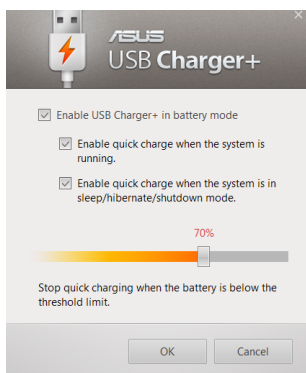 ASUS
USB Charger+
Enable USB Charger+ in battery mode
Enable quick charge when the system is
running.
Enable quick charge when the system is in
sleep/hibernate/shutdown mode.
70%
Stop quick charging when the battery is below the
threshold limit.
OK
Cancel